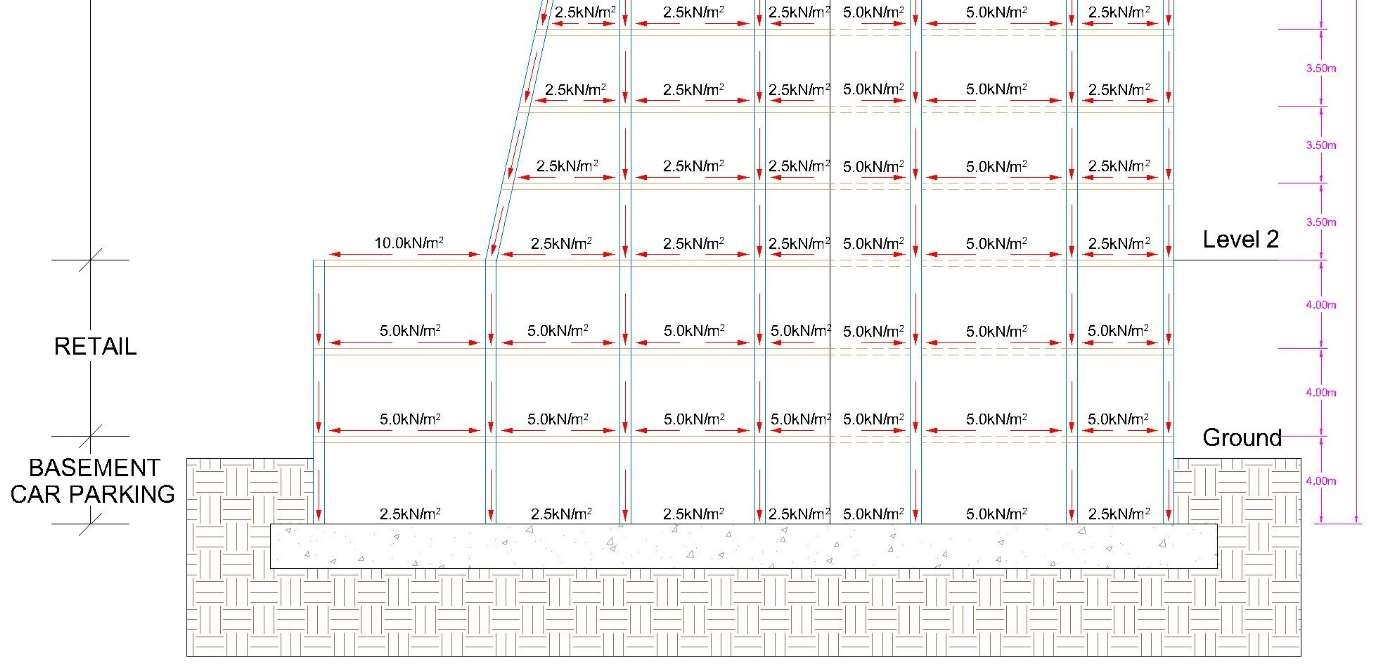 2.5kN/m² 2.5kN/m² 2.5kN/m² 5.0kN/m² 5.0kN/m² 2.5kN/m²
3.50m
2.5kN/m² 2.5kN/m² 2.5kN/m² 5.0kN/m² 5.0kN/m² 2.5kN/m²
3.50m
2.5kN/m² 2.5kN/m² 2.5kN/m² 5.0kN/m² 5.0kN/m² 2.5kN/m²
3.50m
10.0kN/m² 2.5kN/m² 2.5kN/m² 2.5kN/m² 5.0kN/m² 5.0kN/m² 2.5kN/m² Level 2
4.00m
RETAIL 5.0kN/m² 5.0kN/m² 5.0kN/m² 5.0kN/m² 5.0kN/m² 5.0kN/m² 5.0kN/m²
4.00m
5.0kN/m² 5.0kN/m² 5.0kN/m² 5.0kN/m² 5.0kN/m² 5.0kN/m² 5.0kN/m²
Ground
BASEMENT
CAR PARKING
4.00m
2.5kN/m² 2.5kN/m² 2.5kN/m² 2.5kN/m² 5.0kN/m² 5.0kN/m² 2.5kN/m²